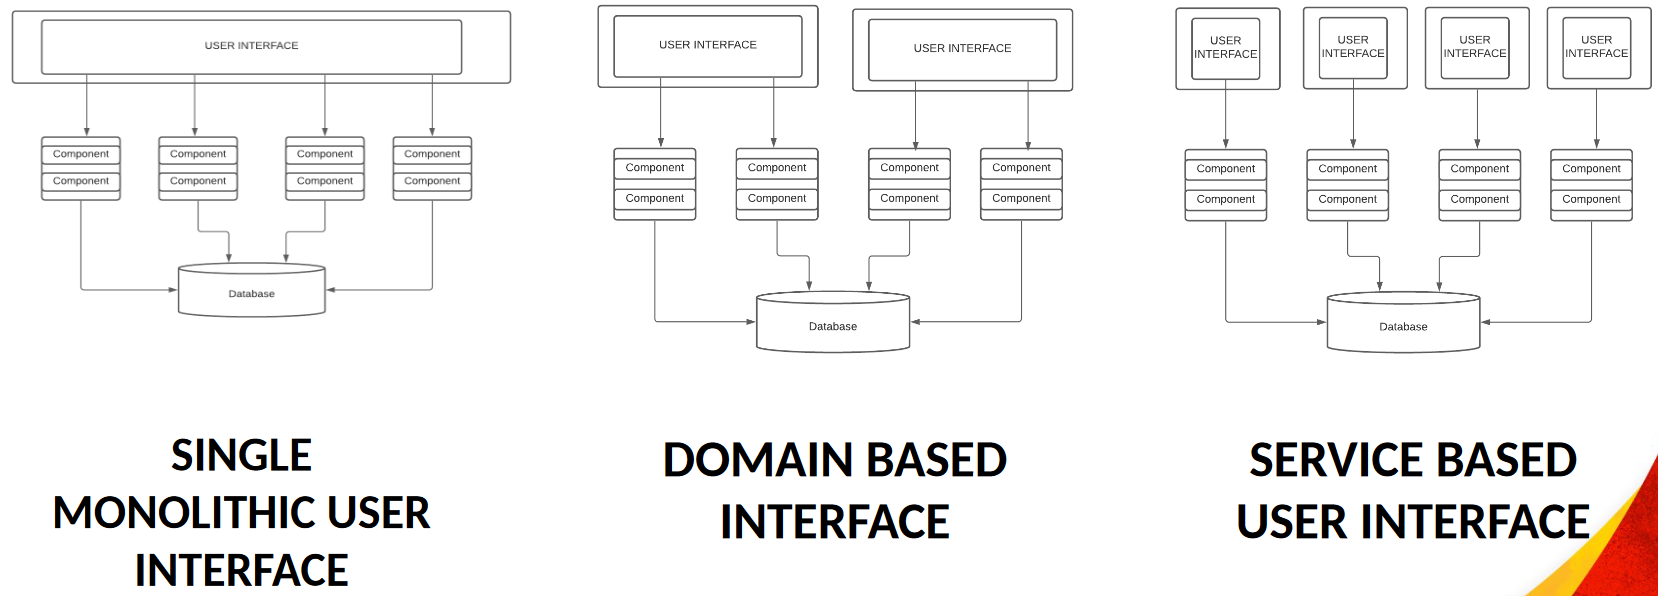 USER INTERFACE
Component
Component
Component
Component
Component
Component
Component
Component
Database
SINGLE
MONOLITHIC USER
INTERFACE
USER INTERFACE
USER INTERFACE
Component
Component
Component
Component
Component
Component
Component
Component
Database
DOMAIN BASED
INTERFACE
USER
INTERFACE
USER
INTERFACE
USER
INTERFACE
USER
INTERFACE
Component
Component
Component
Component
Component
Component
Component
Component
Database
SERVICE BASED
USER INTERFACE